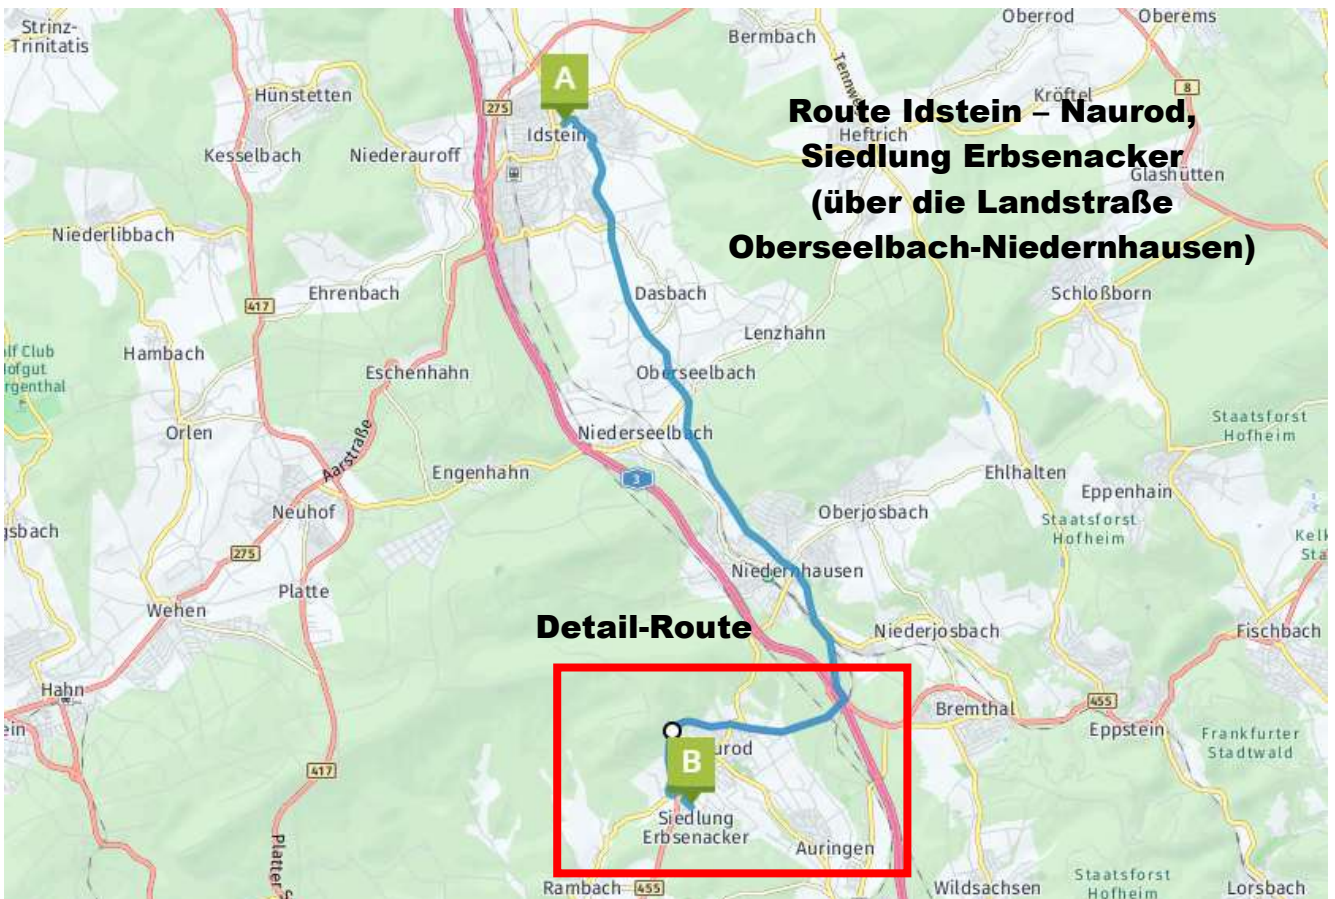 Strinz-
Trinitatis
Oberrod
Oberems
Bermbach
A
Hünstetten
275
Kröftel
8
Route Idstein – Naurod,
Siedlung Erbsenacker
(über die Landstraße
Oberseelbach-Niedernhausen)
Idstein
Heftrich
Kesselbach
Niederauroff
Glashütten
Niederlibbach
Ehrenbach
417
Dasbach
Schloßborn
Lenzhahn
Hambach
Eschenhahn
Oberseelbach
Orlen
Aarstraße
Niederseelbach
Staatsforst
Hofheim
Engenhahn
3
Ehlhalten
Eppenhain
Neuhof
Oberjosbach
Staatsforst
Hofheim
275
Platte
Niedernhausen
Wehen
Detail-Route
Niederjosbach
Fischbach
Hahn
Bremthal
455
Eppstein
Frankfurter
Stadtwald
B
417
Siedlung
Erbsenacker
Auringen
Rambach
455
Wildsachsen
Staatsforst
Hofheim
Lorsbach